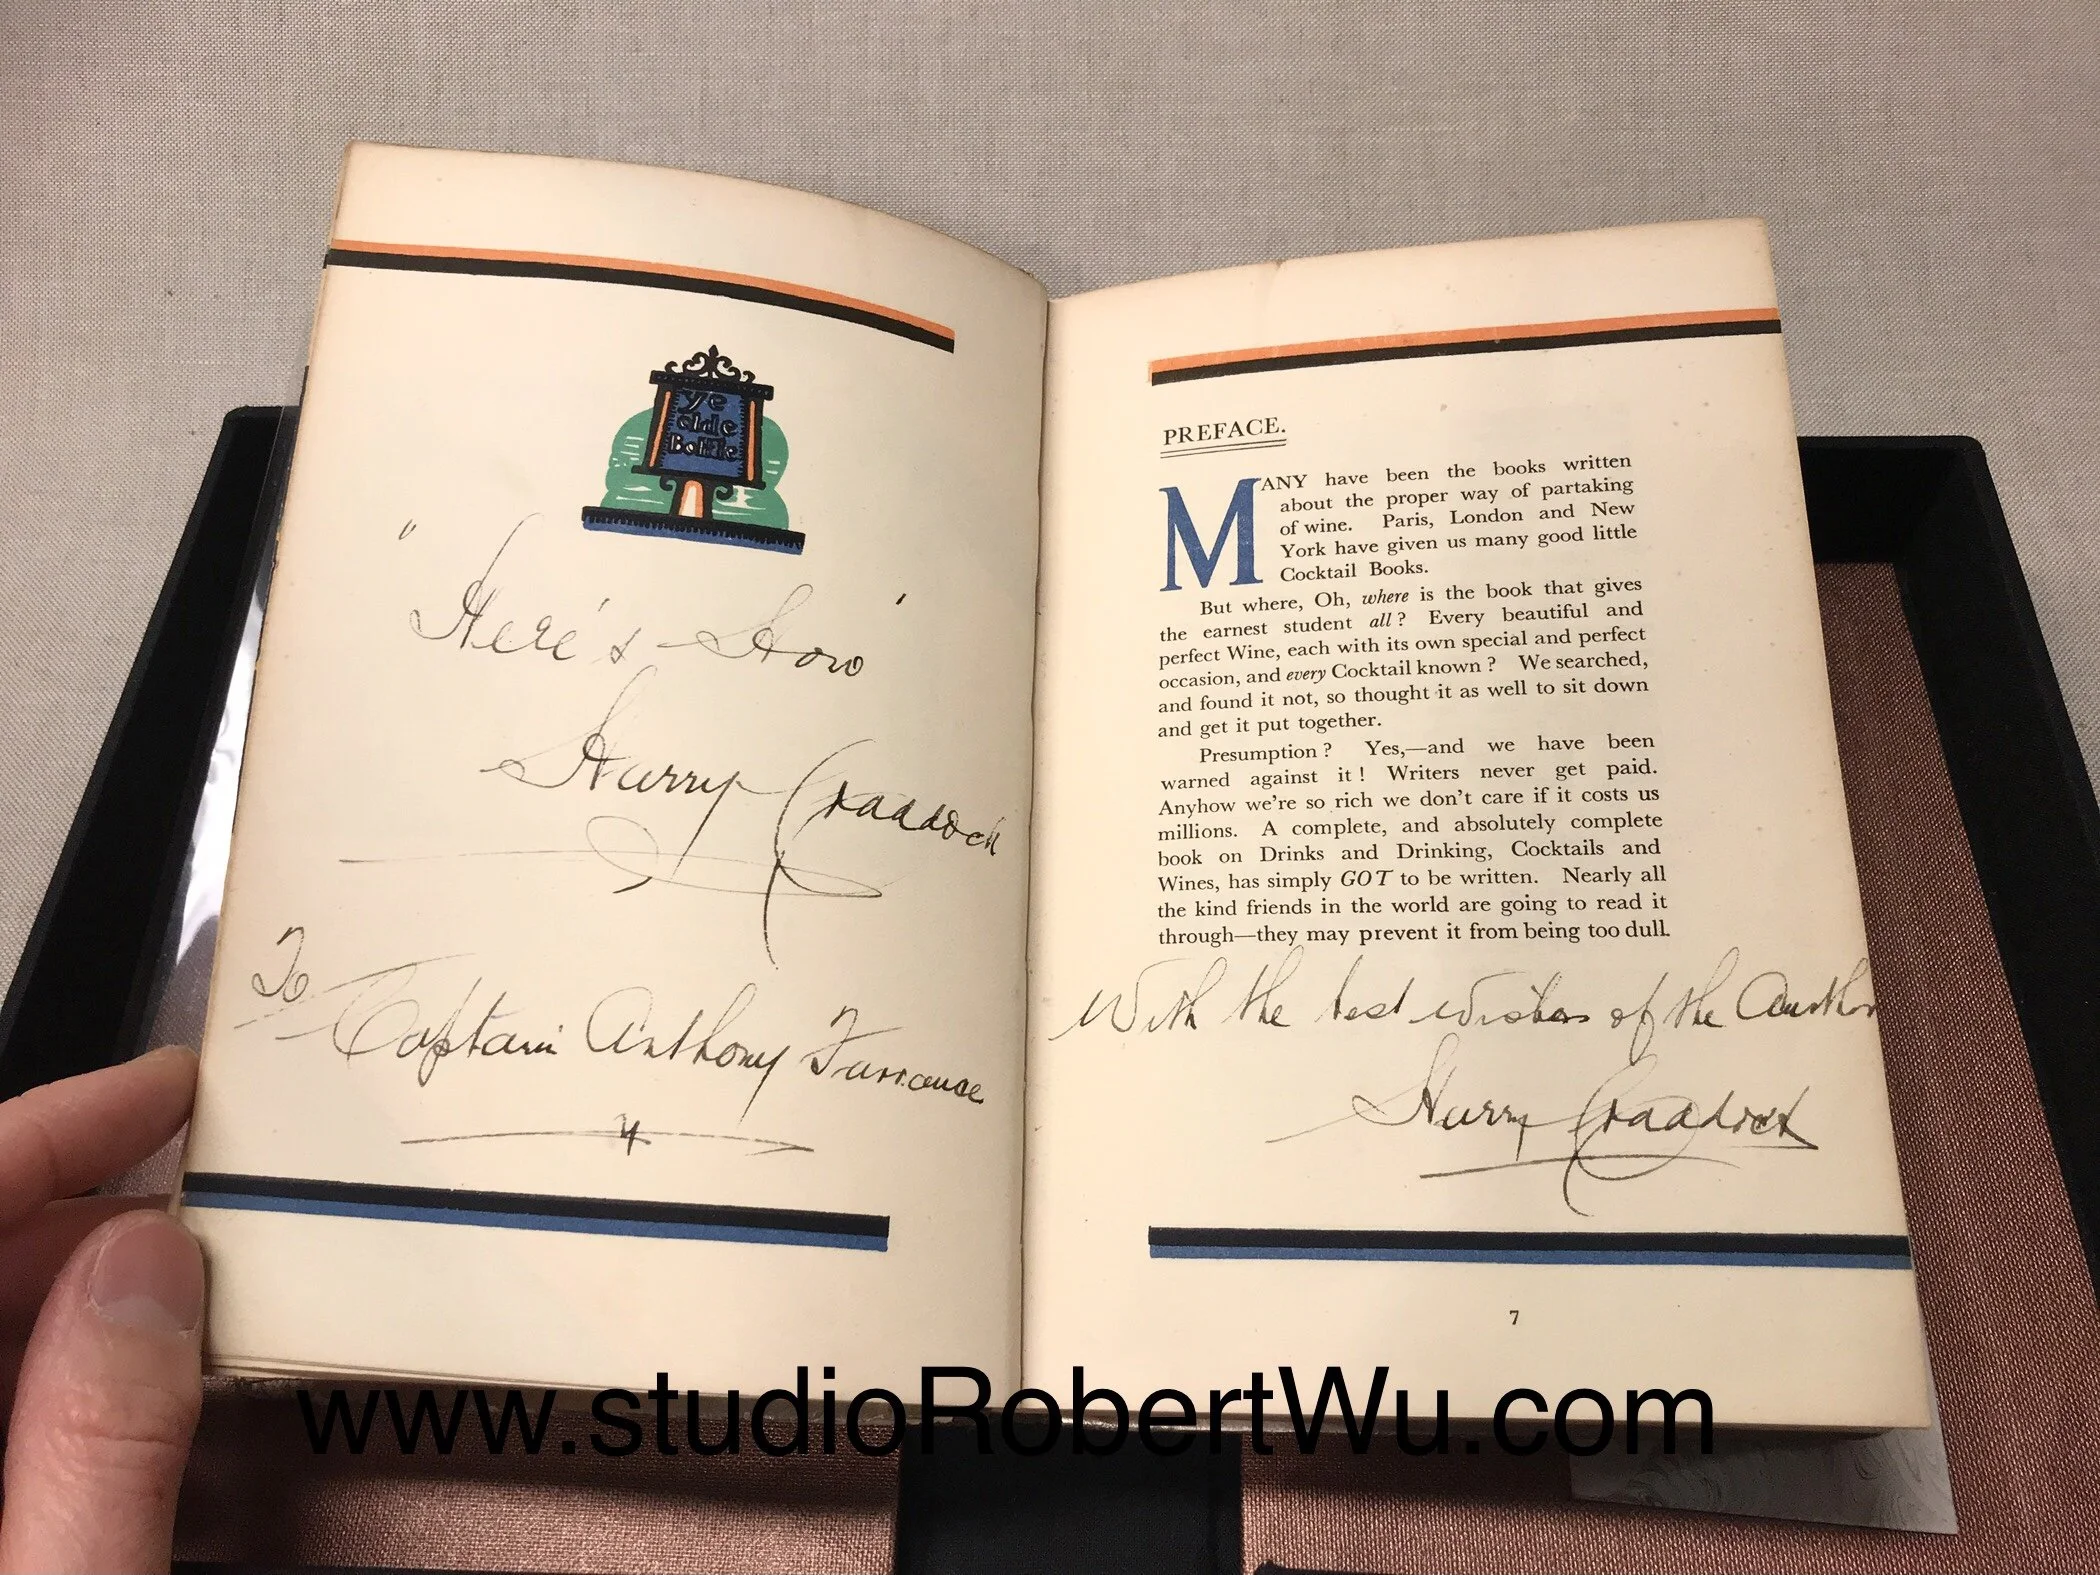 ye
olde
Bottle
"Here's How"
Harry Craddock
To
Captain Anthony
PREFACE.
MANY have been the books written
about the proper way of partaking
of wine. Paris, London and New
York have given us many good little
Cocktail Books.
But where, Oh, where is the book that gives
the earnest student all? Every beautiful and
perfect Wine, each with its own special and perfect
occasion, and every Cocktail known? We searched,
and found it not, so thought it as well to sit down
and get it put together.
Presumption? Yes,—and we have been
warned against it! Writers never get paid.
Anyhow we're so rich we don't care if it costs us
millions. A complete, and absolutely complete
book on Drinks and Drinking, Cocktails and
Wines, has simply GOT to be written. Nearly all
the kind friends in the world are going to read it
through—they may prevent it from being too dull.
With the best wishes of the Author
Harry Craddock
7
www.studioRobertWu.com